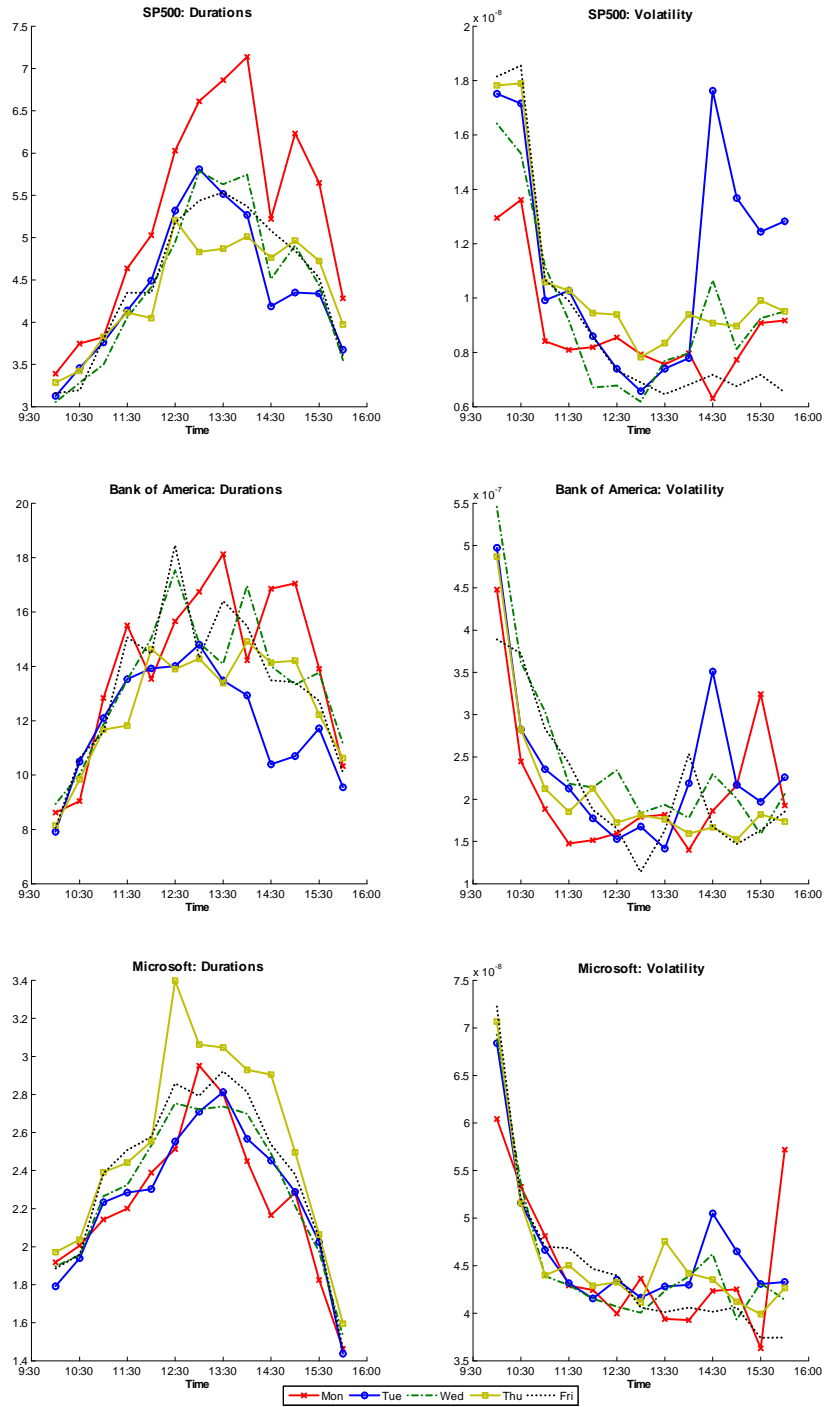 SP500: Durations
7.5
7
6.5
6
5.5
5
4.5
4
3.5
3
9:30 10:30 11:30 12:30 13:30 14:30 15:30 16:00
Time
SP500: Volatility
x 10^-8
2
1.8
1.6
1.4
1.2
1
0.8
0.6
9:30 10:30 11:30 12:30 13:30 14:30 15:30 16:00
Time
Bank of America: Durations
20
18
16
14
12
10
8
6
9:30 10:30 11:30 12:30 13:30 14:30 15:30 16:00
Time
Bank of America: Volatility
x 10^-7
5.5
5
4.5
4
3.5
3
2.5
2
1.5
1
9:30 10:30 11:30 12:30 13:30 14:30 15:30 16:00
Time
Microsoft: Durations
3.4
3.2
3
2.8
2.6
2.4
2.2
2
1.8
1.6
1.4
9:30 10:30 11:30 12:30 13:30 14:30 15:30 16:00
Time
Microsoft: Volatility
x 10^-8
7.5
7
6.5
6
5.5
5
4.5
4
3.5
9:30 10:30 11:30 12:30 13:30 14:30 15:30 16:00
Time
Mon Tue Wed Thu Fri